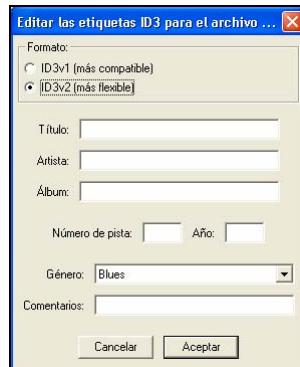 Editar las etiquetas ID3 para el archivo ...
Formato:
ID3v1 (más compatible)
ID3v2 (más flexible)
Título:
Artista:
Álbum:
Número de pista: Año:
Género: Blues
Comentarios:
Cancelar Aceptar